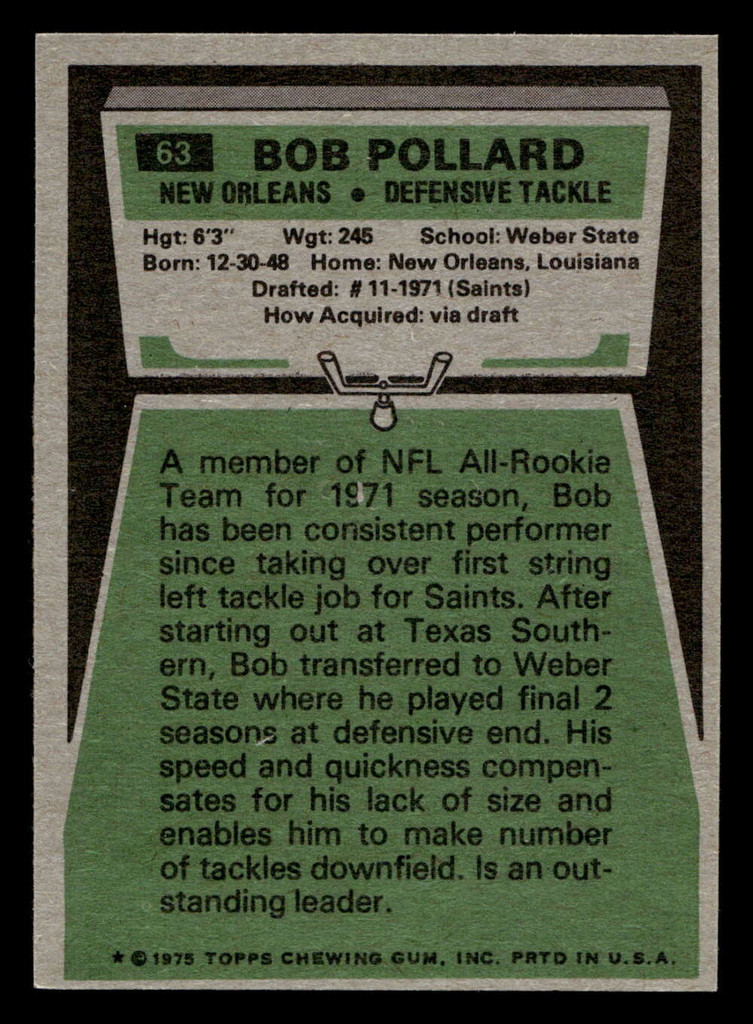 63 BOB POLLARD
NEW ORLEANS • DEFENSIVE TACKLE
Hgt: 6'3" Wgt: 245 School: Weber State
Born: 12-30-48 Home: New Orleans, Louisiana
Drafted: #11-1971 (Saints)
How Acquired: via draft
A member of NFL All-Rookie
Team for 1971 season, Bob
has been consistent performer
since taking over first string
left tackle job for Saints. After
starting out at Texas South-
ern, Bob transferred to Weber
State where he played final 2
seasons at defensive end. His
speed and quickness compen-
sates for his lack of size and
enables him to make number
of tackles downfield. Is an out-
standing leader.
★ © 1975 TOPPS CHEWING GUM, INC. PRTD IN U.S.A.